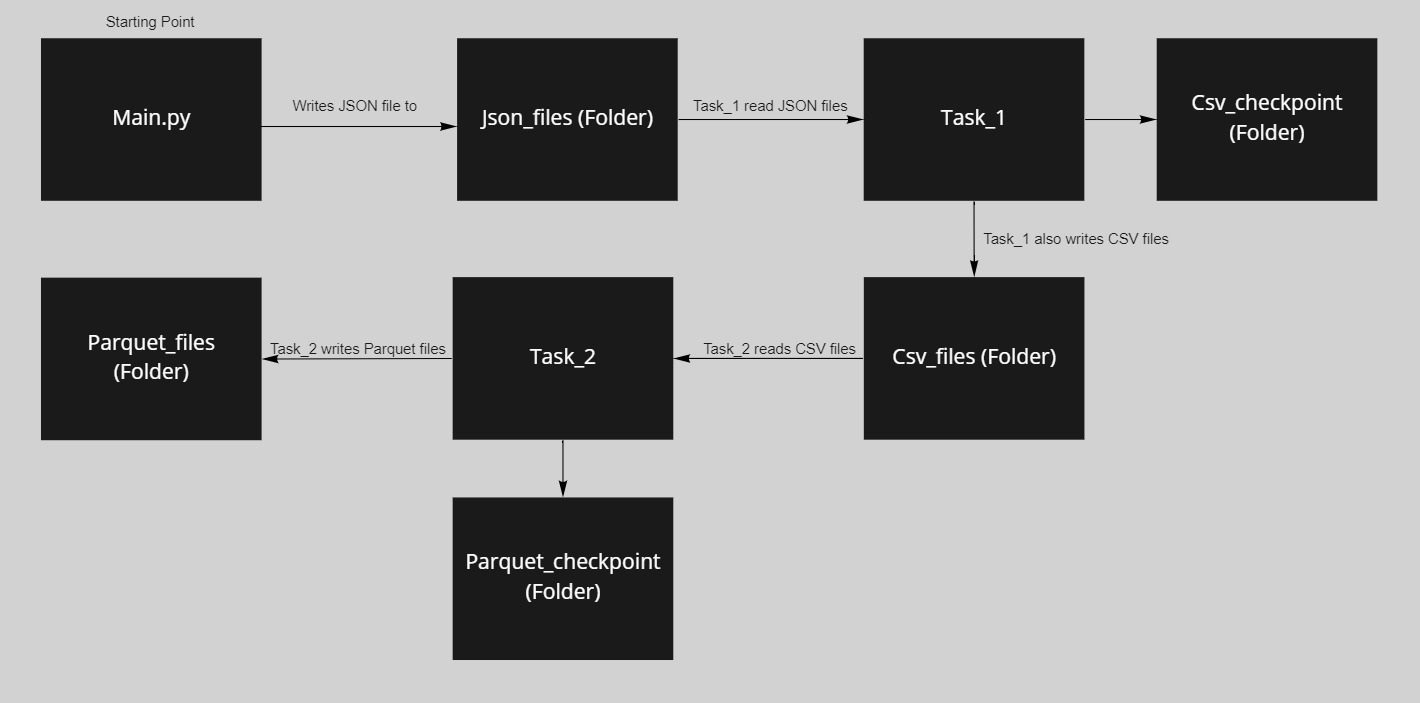 Starting Point
Main.py
Writes JSON file to
Json_files (Folder)
Task_1 read JSON files
Task_1
Csv_checkpoint
(Folder)
Task_1 also writes CSV files
Parquet_files
(Folder)
Task_2 writes Parquet files
Task_2
Task_2 reads CSV files
Csv_files (Folder)
Parquet_checkpoint
(Folder)